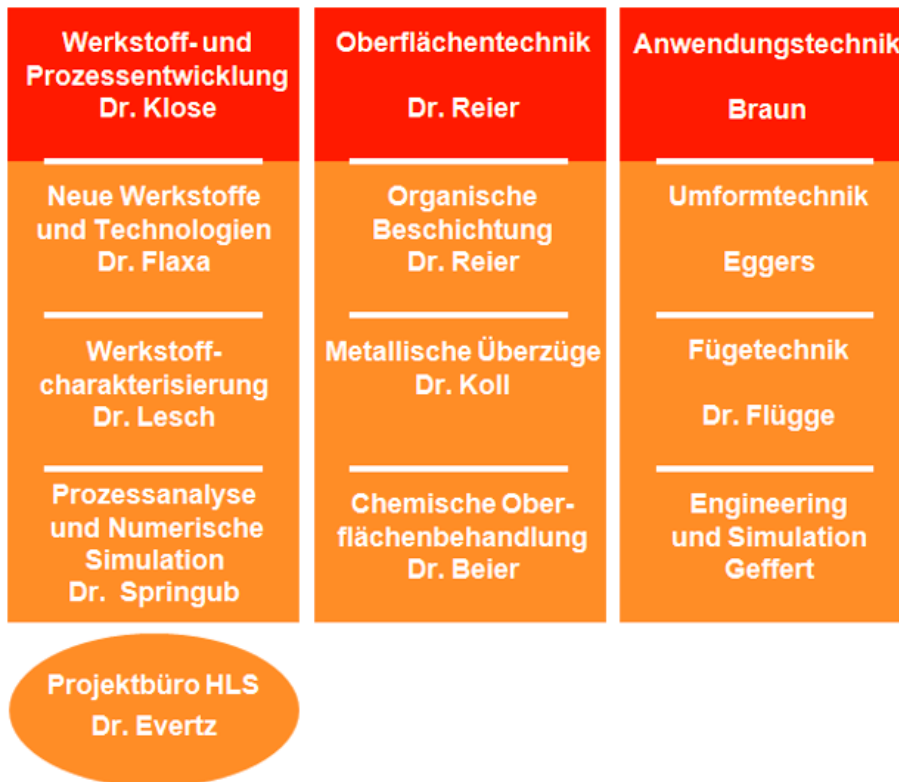 Werkstoff- und
Prozessentwicklung
Dr. Klose
Neue Werkstoffe
und Technologien
Dr. Flaxa
Werkstoff-
charakterisierung
Dr. Lesch
Prozessanalyse
und Numerische
Simulation
Dr. Springub
Projektbüro HLS
Dr. Evertz
Oberflächentechnik
Dr. Reier
Organische
Beschichtung
Dr. Reier
Metallische Überzüge
Dr. Koll
Chemische Ober-
flächenbehandlung
Dr. Beier
Anwendungstechnik
Braun
Umformtechnik
Eggers
Fügetechnik
Dr. Flügge
Engineering
und Simulation
Geffert